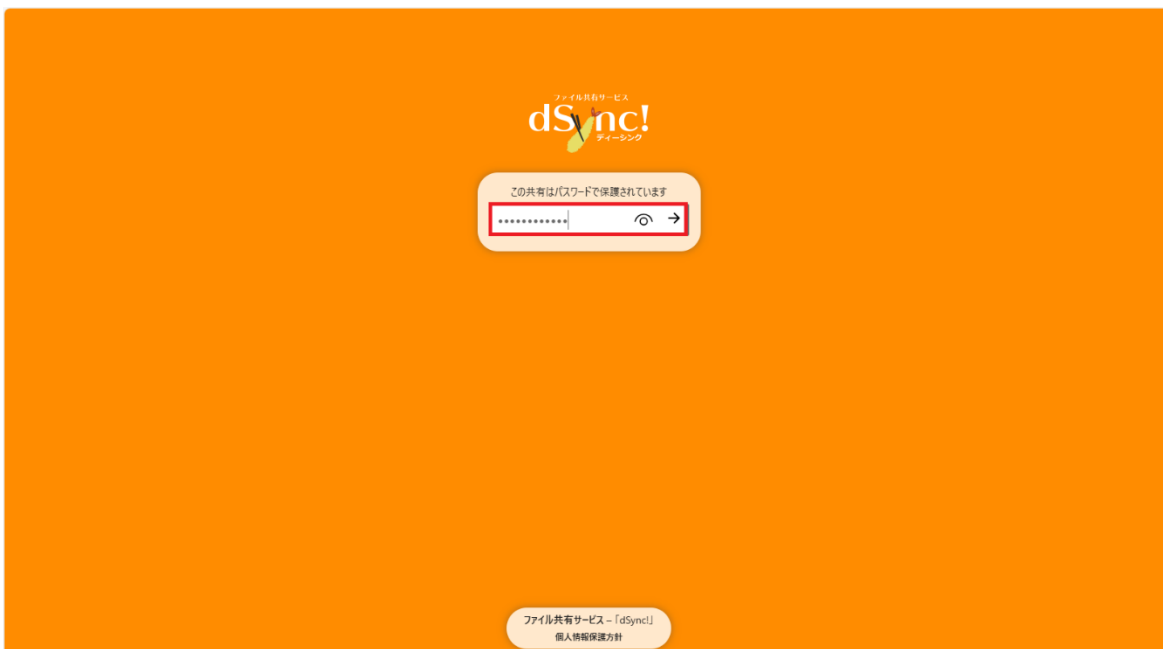 ファイル共有サービス
dSync!
ディーシンク
この共有はパスワードで保護されています
••••••••••••
ファイル共有サービス – 「dSync!」
個人情報保護方針